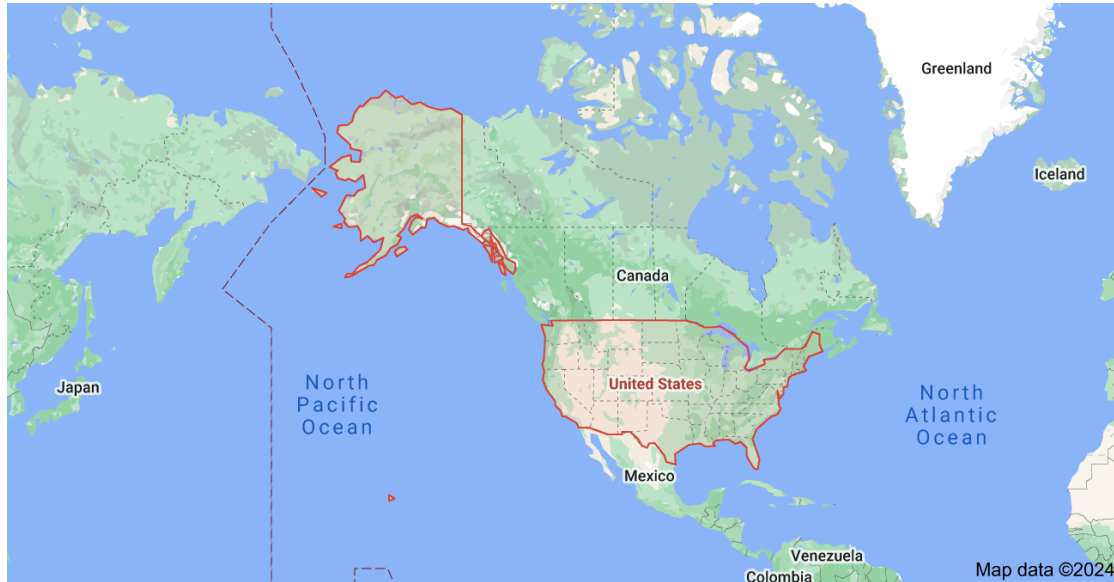 Greenland
Iceland
Canada
Japan
North
Pacific
Ocean
United States
North
Atlantic
Ocean
Mexico
Venezuela
Colombia
Map data ©2024